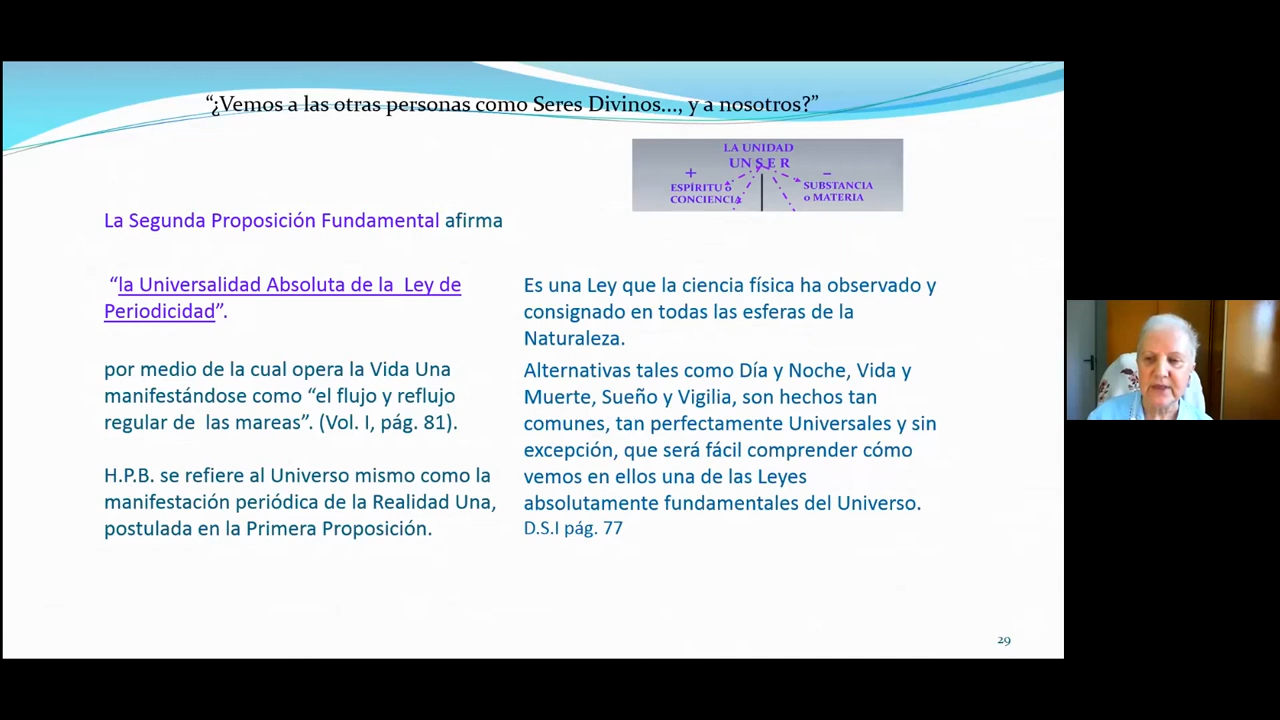 “¿Vemos a las otras personas como Seres Divinos..., y a nosotros?”
LA UNIDAD
UN S E R
+
ESPÍRITU o
CONCIENCIA
–
SUBSTANCIA
o MATERIA
La Segunda Proposición Fundamental afirma
“la Universalidad Absoluta de la Ley de
Periodicidad”.
por medio de la cual opera la Vida Una
manifestándose como “el flujo y reflujo
regular de las mareas”. (Vol. I, pág. 81).
H.P.B. se refiere al Universo mismo como la
manifestación periódica de la Realidad Una,
postulada en la Primera Proposición.
Es una Ley que la ciencia física ha observado y
consignado en todas las esferas de la
Naturaleza.
Alternativas tales como Día y Noche, Vida y
Muerte, Sueño y Vigilia, son hechos tan
comunes, tan perfectamente Universales y sin
excepción, que será fácil comprender cómo
vemos en ellos una de las Leyes
absolutamente fundamentales del Universo.
D.S.I pág. 77
29